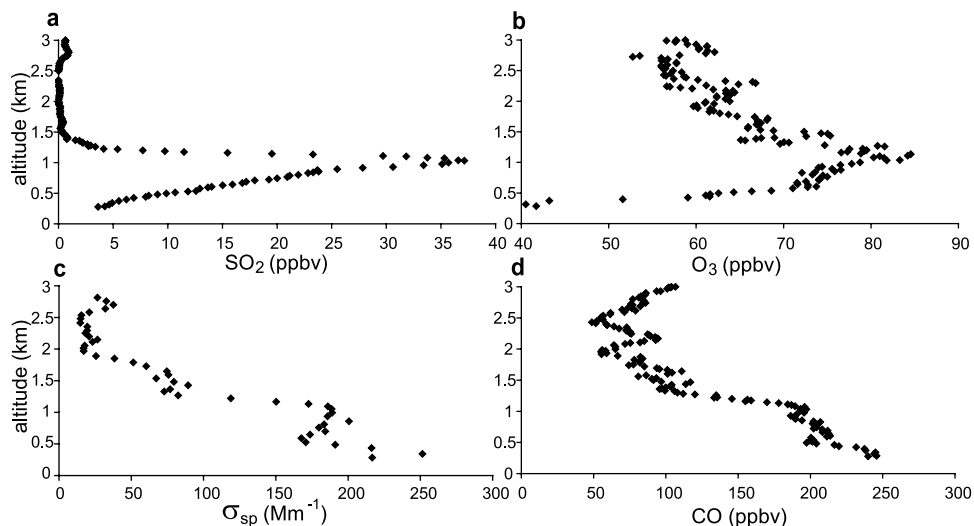 a
b
altitude (km)
3
2.5
2
1.5
1
0.5
0
0 5 10 15 20 25 30 35 40
SO2 (ppbv)
3
2.5
2
1.5
1
0.5
0
40 50 60 70 80 90
O3 (ppbv)
c
d
altitude (km)
3
2.5
2
1.5
1
0.5
0
0 50 100 150 200 250 300
σsp (Mm-1)
3
2.5
2
1.5
1
0.5
0
0 50 100 150 200 250 300
CO (ppbv)